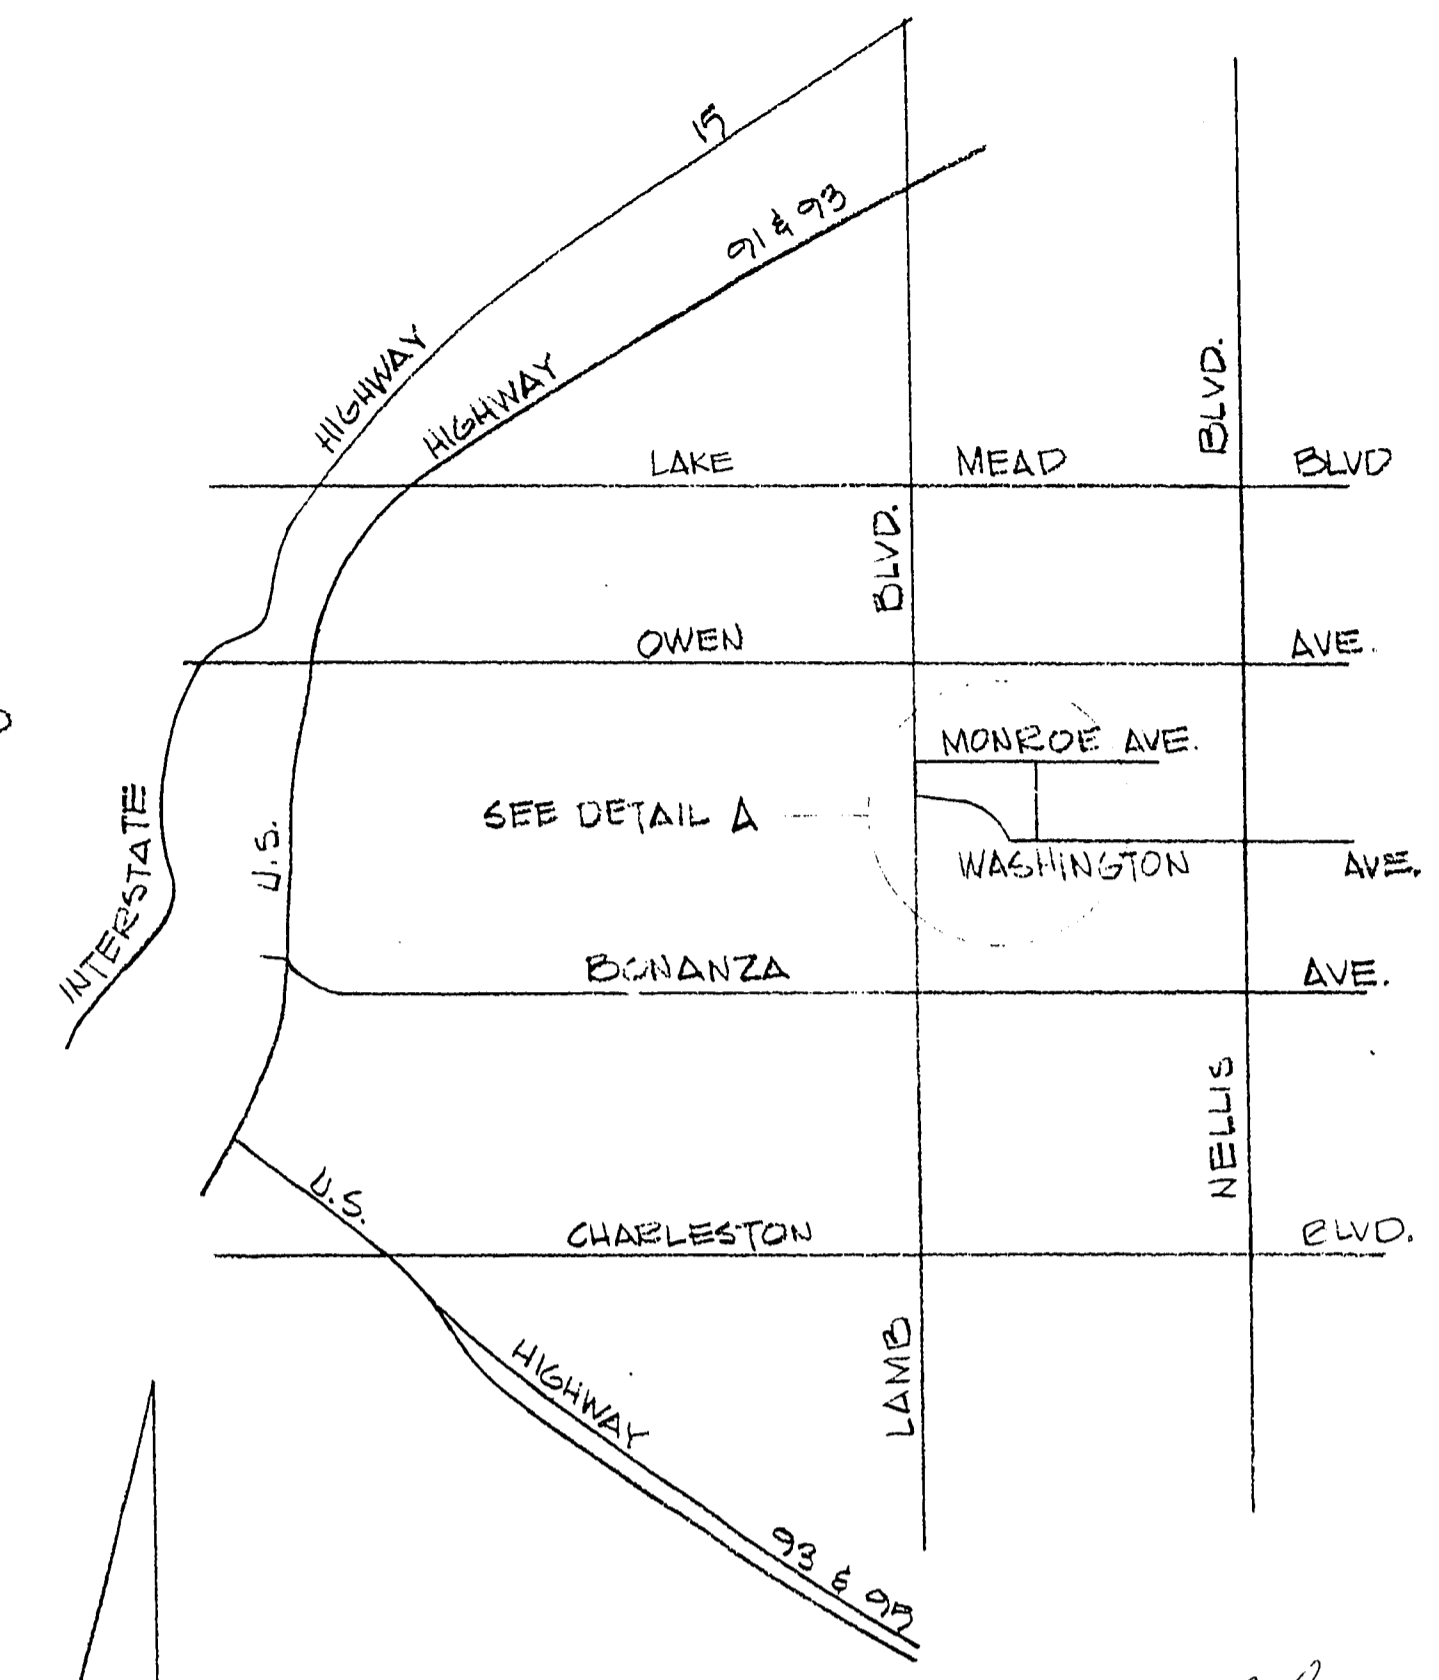 INTERSTATE HIGHWAY 15
U.S. HIGHWAY 91 & 93
LAKE MEAD BLVD
OWEN AVE.
MONROE AVE.
SEE DETAIL A
WASHINGTON AVE.
BONANZA AVE.
CHARLESTON BLVD.
U.S. HIGHWAY 93 & 95
LAMB BLVD.
NELLIS BLVD.